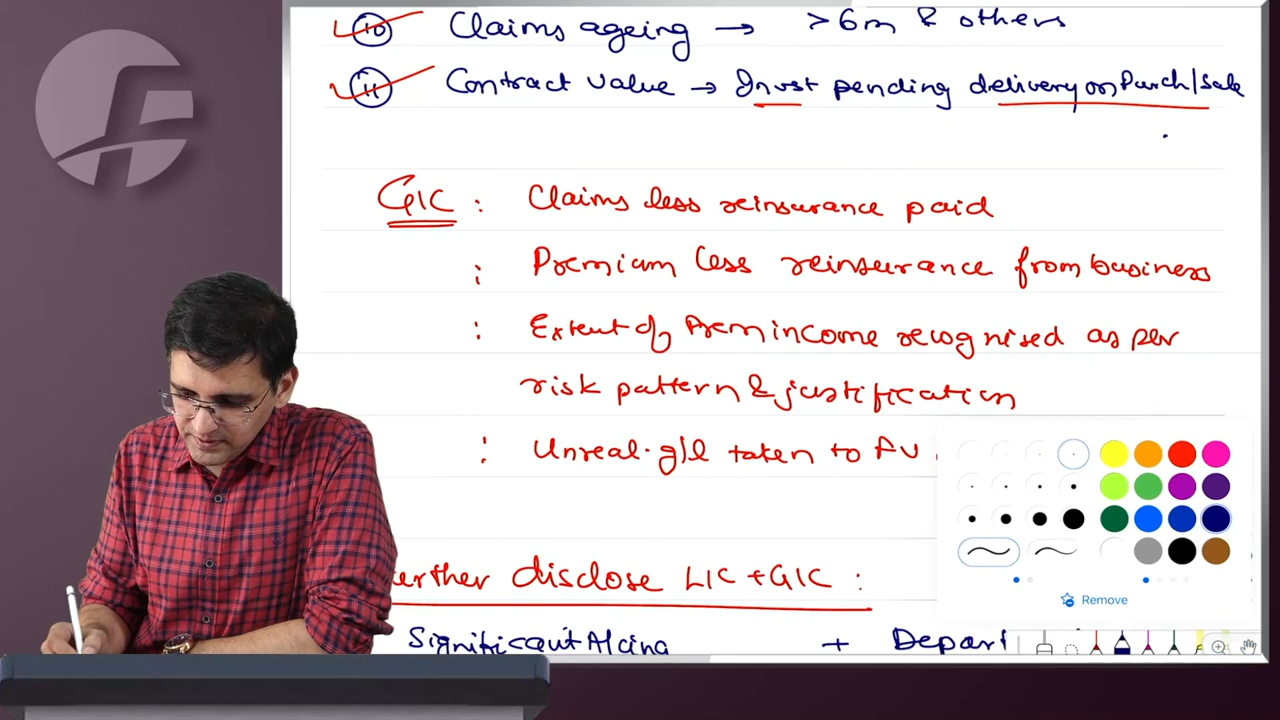 10 Claims ageing → > 6m & others
11 Contract value → Invst pending delivery on Purch/Sale
GIC : Claims less reinsurance paid
: Premium less reinsurance from business
: Extent of Prem income recognised as per
risk pattern & justification
: Unreal. g/l taken to FV
urther disclose LIC + GIC :
Significant A/cing + Depart
Remove